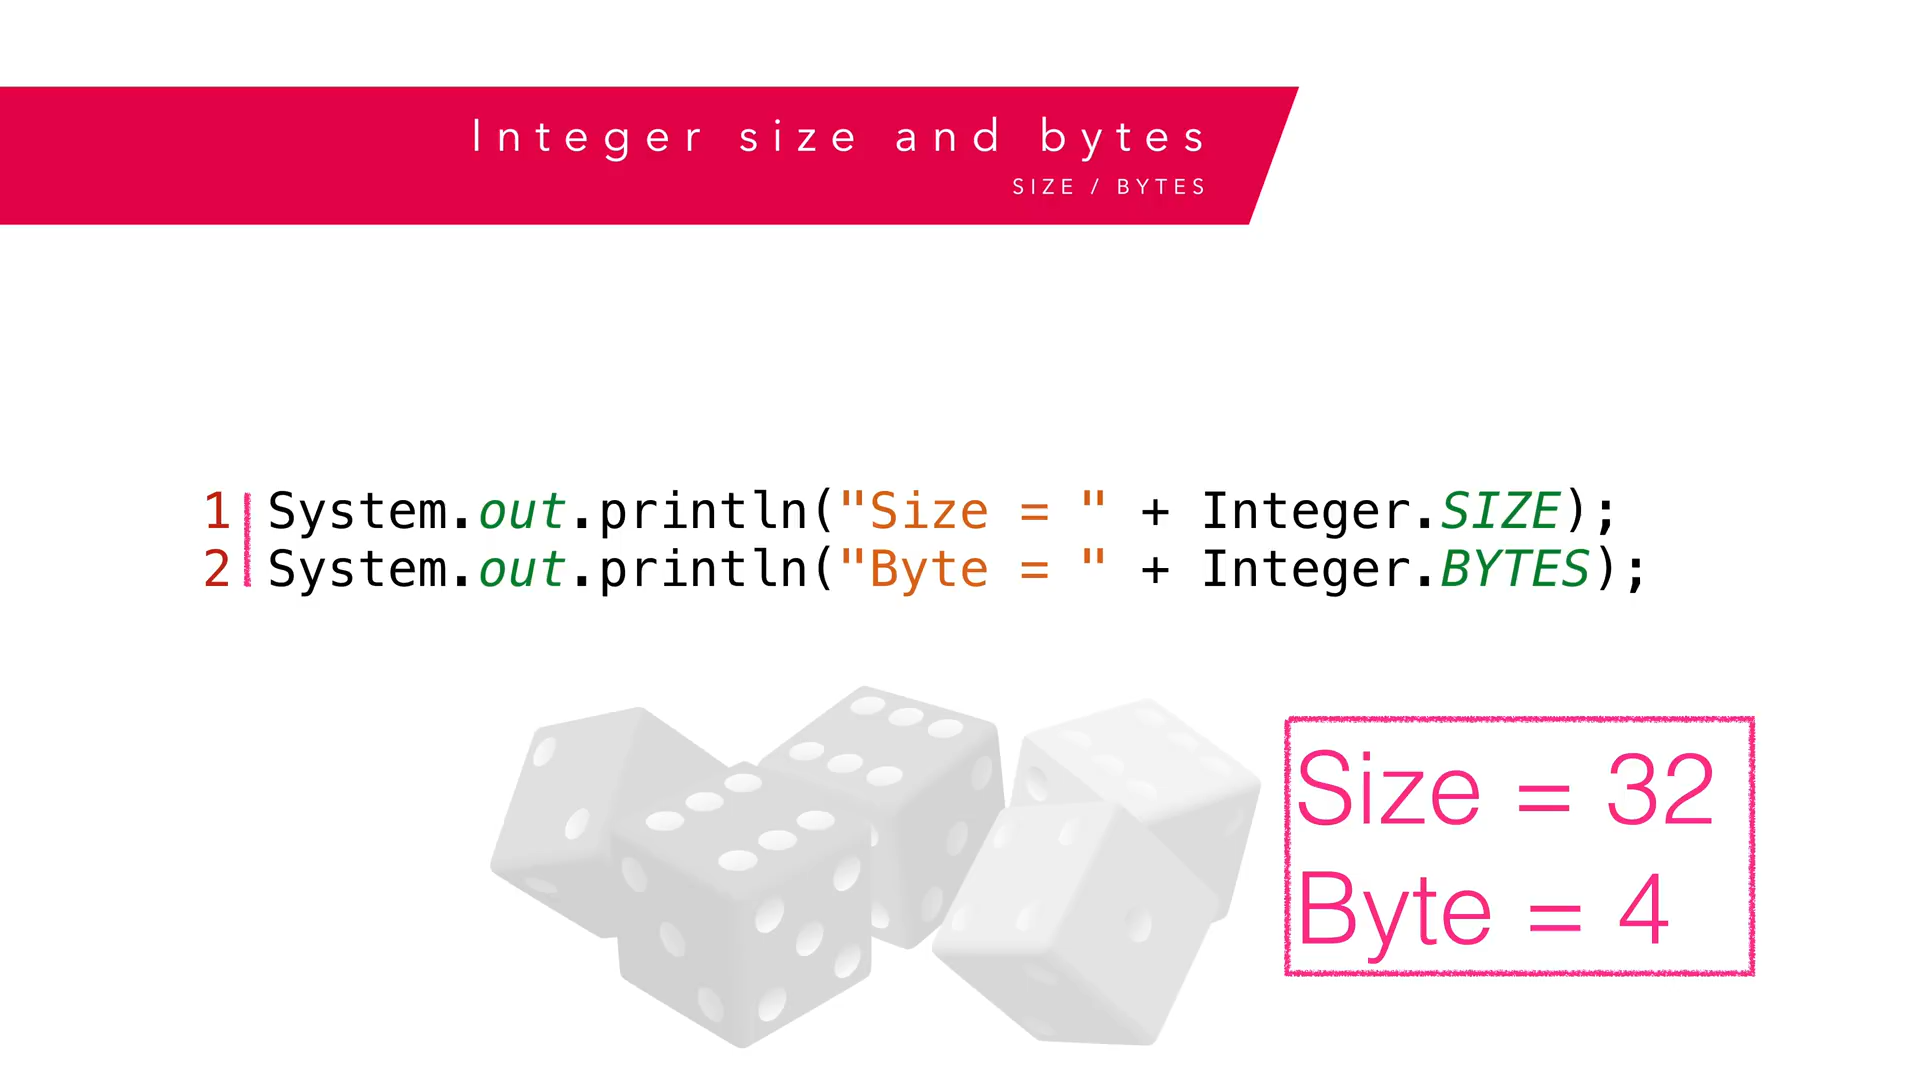 Integer size and bytes
SIZE / BYTES
1 System.out.println("Size = " + Integer.SIZE);
2 System.out.println("Byte = " + Integer.BYTES);
Size = 32
Byte = 4